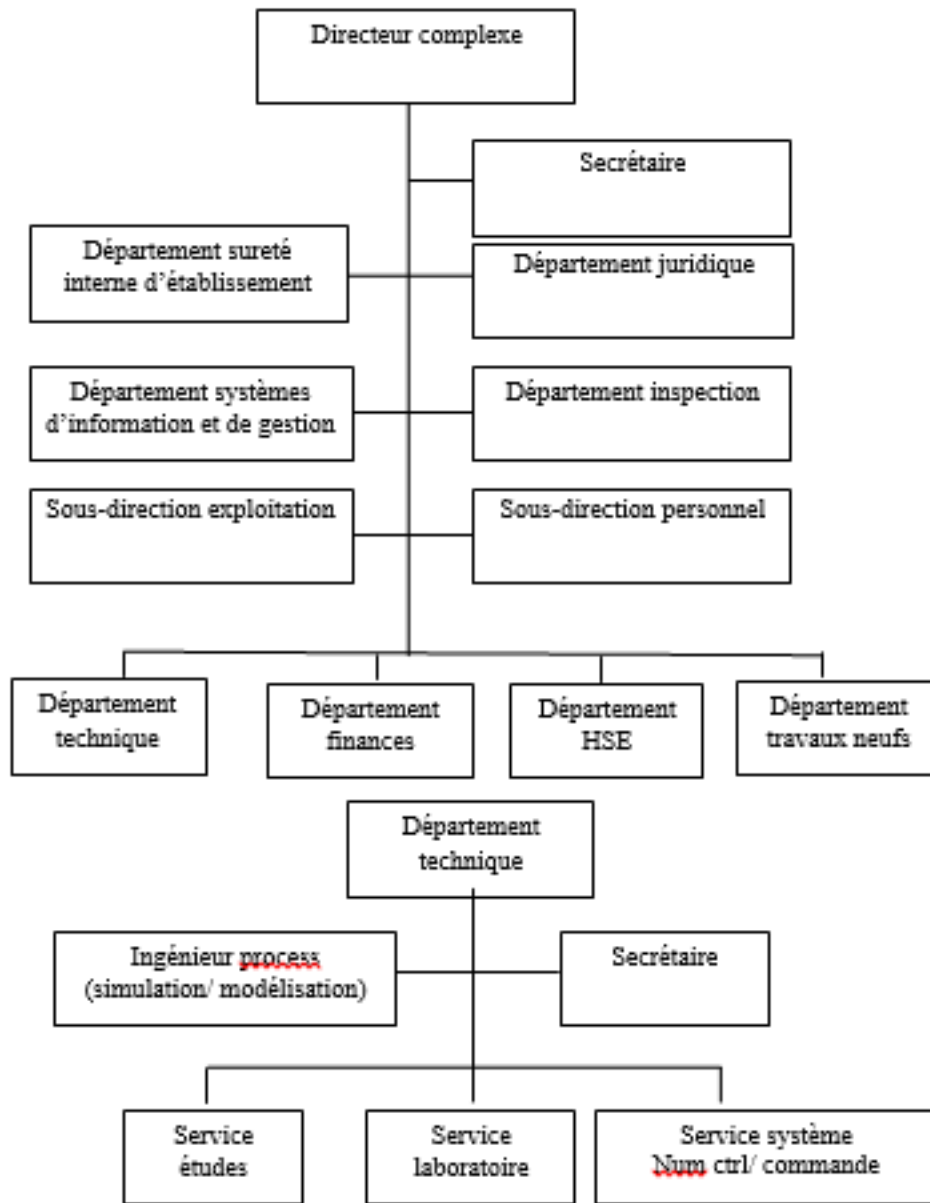 Directeur complexe
Secrétaire
Département sureté
interne d’établissement
Département juridique
Département systèmes
d’information et de gestion
Département inspection
Sous-direction exploitation
Sous-direction personnel
Département
technique
Département
finances
Département
HSE
Département
travaux neufs
Département
technique
Ingénieur process
(simulation/ modélisation)
Secrétaire
Service
études
Service
laboratoire
Service système
Num ctrl/ commande